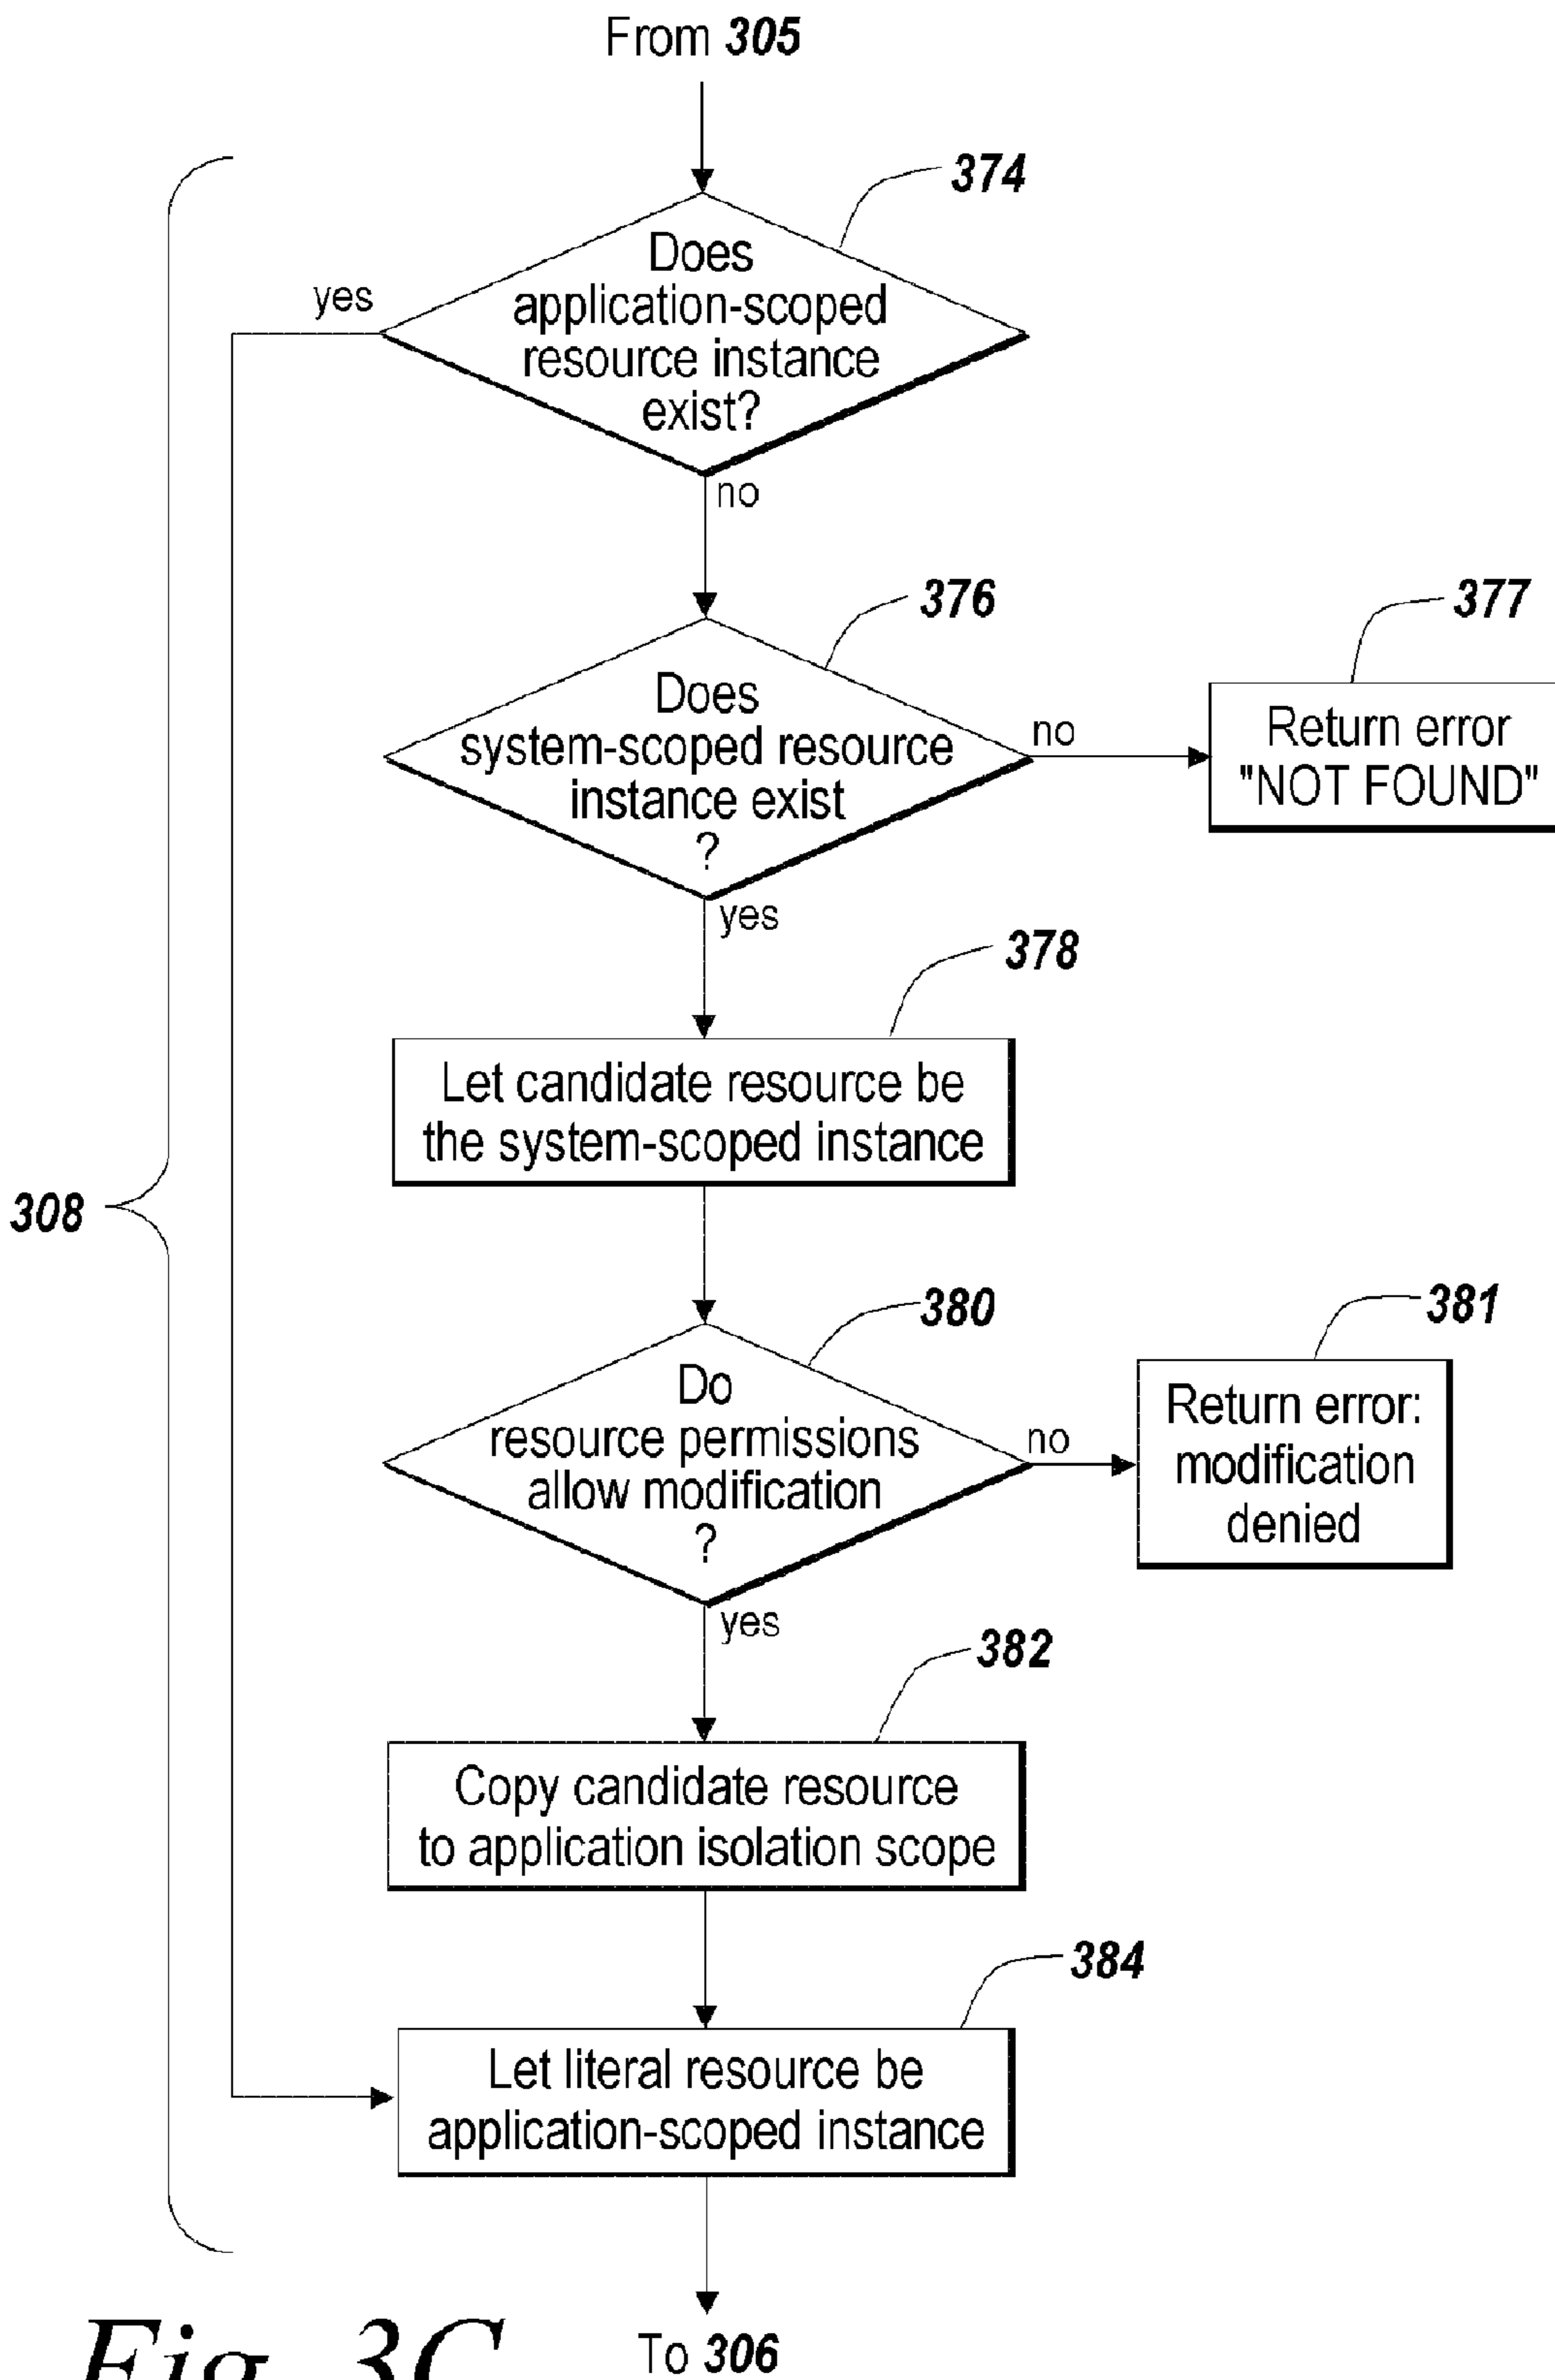 From 305
374
Does
application-scoped
resource instance
exist?
yes
no
376
377
Does
system-scoped resource
instance exist
?
no
Return error
"NOT FOUND"
yes
378
Let candidate resource be
the system-scoped instance
308
380
381
Do
resource permissions
allow modification
?
no
Return error:
modification
denied
yes
382
Copy candidate resource
to application isolation scope
384
Let literal resource be
application-scoped instance
To 306
Fig. 3C